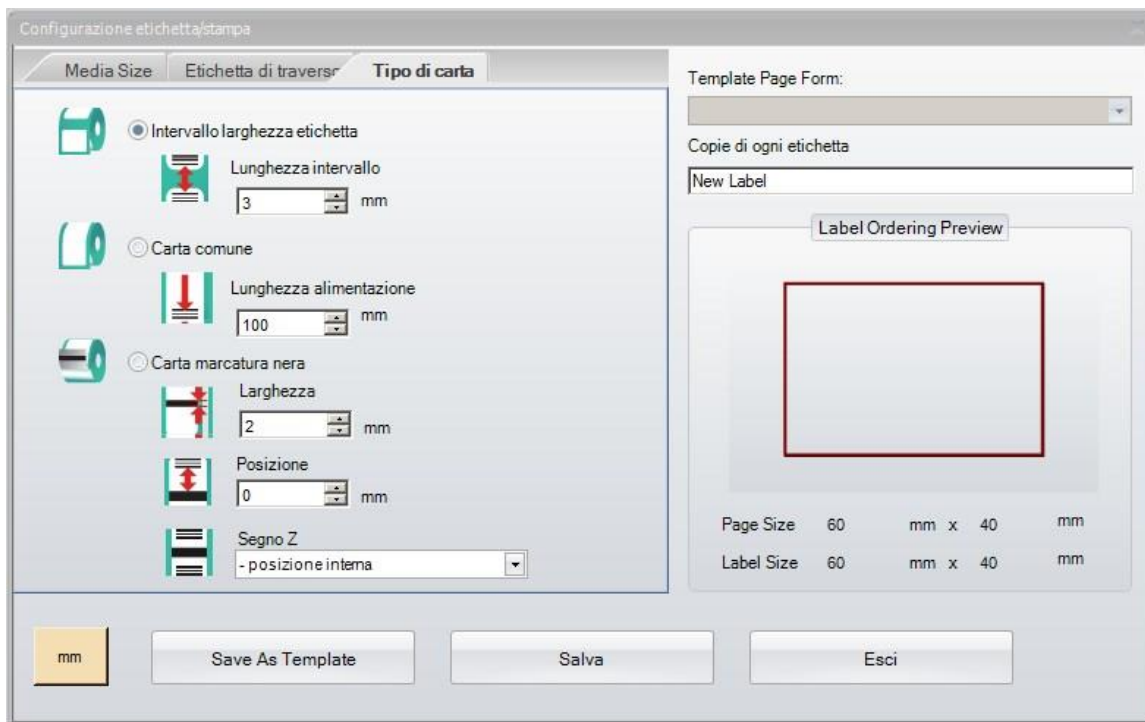 Configurazione etichetta/stampa
Media Size
Etichetta di traverso
Tipo di carta
Intervallo larghezza etichetta
Lunghezza intervallo
3 mm
Carta comune
Lunghezza alimentazione
100 mm
Carta marcatura nera
Larghezza
2 mm
Posizione
0 mm
Segno Z
- posizione interna
Template Page Form:
Copie di ogni etichetta
New Label
Label Ordering Preview
Page Size 60 mm x 40 mm
Label Size 60 mm x 40 mm
mm
Save As Template
Salva
Esci